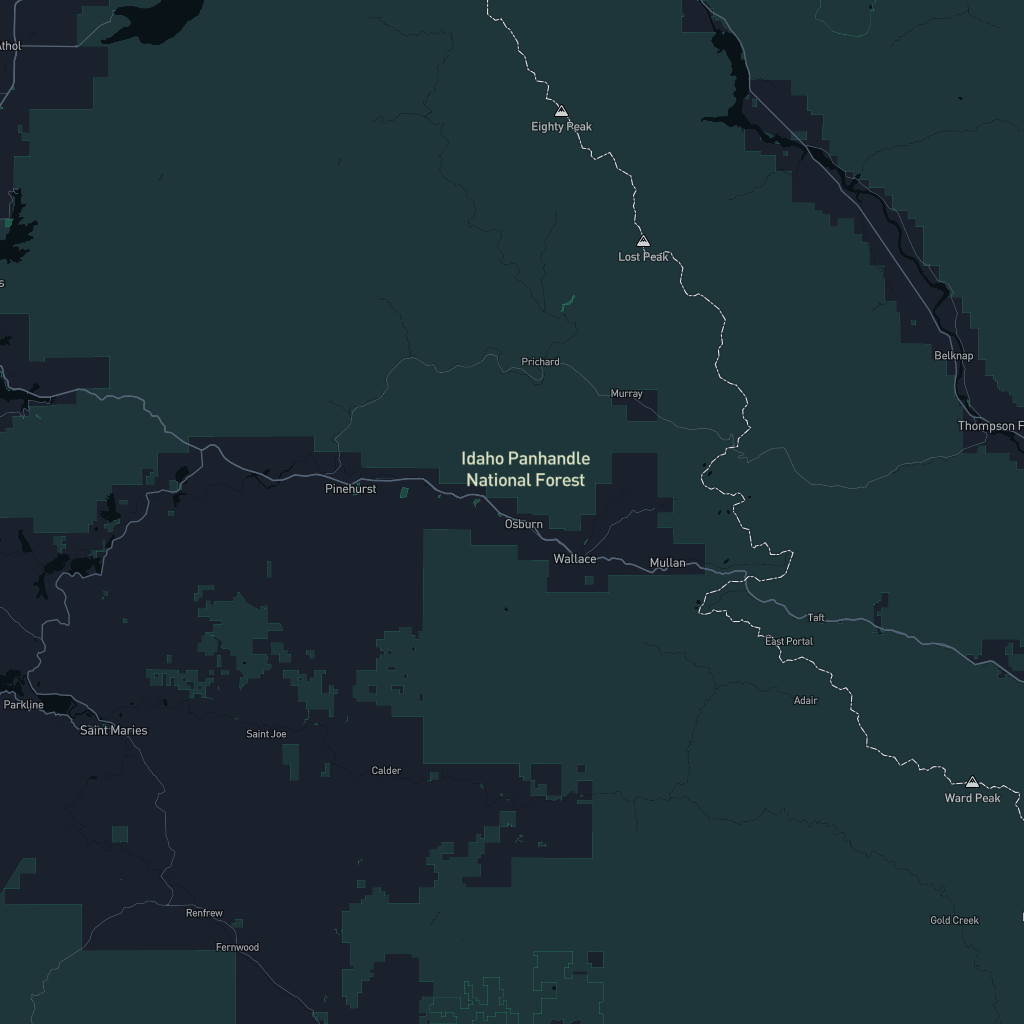 Athol
Eighty Peak
Lost Peak
Belknap
Prichard
Murray
Thompson F
Idaho Panhandle
National Forest
Pinehurst
Osburn
Wallace
Mullan
Taft
East Portal
Adair
Parkline
Saint Maries
Saint Joe
Calder
Ward Peak
Renfrew
Gold Creek
Fernwood